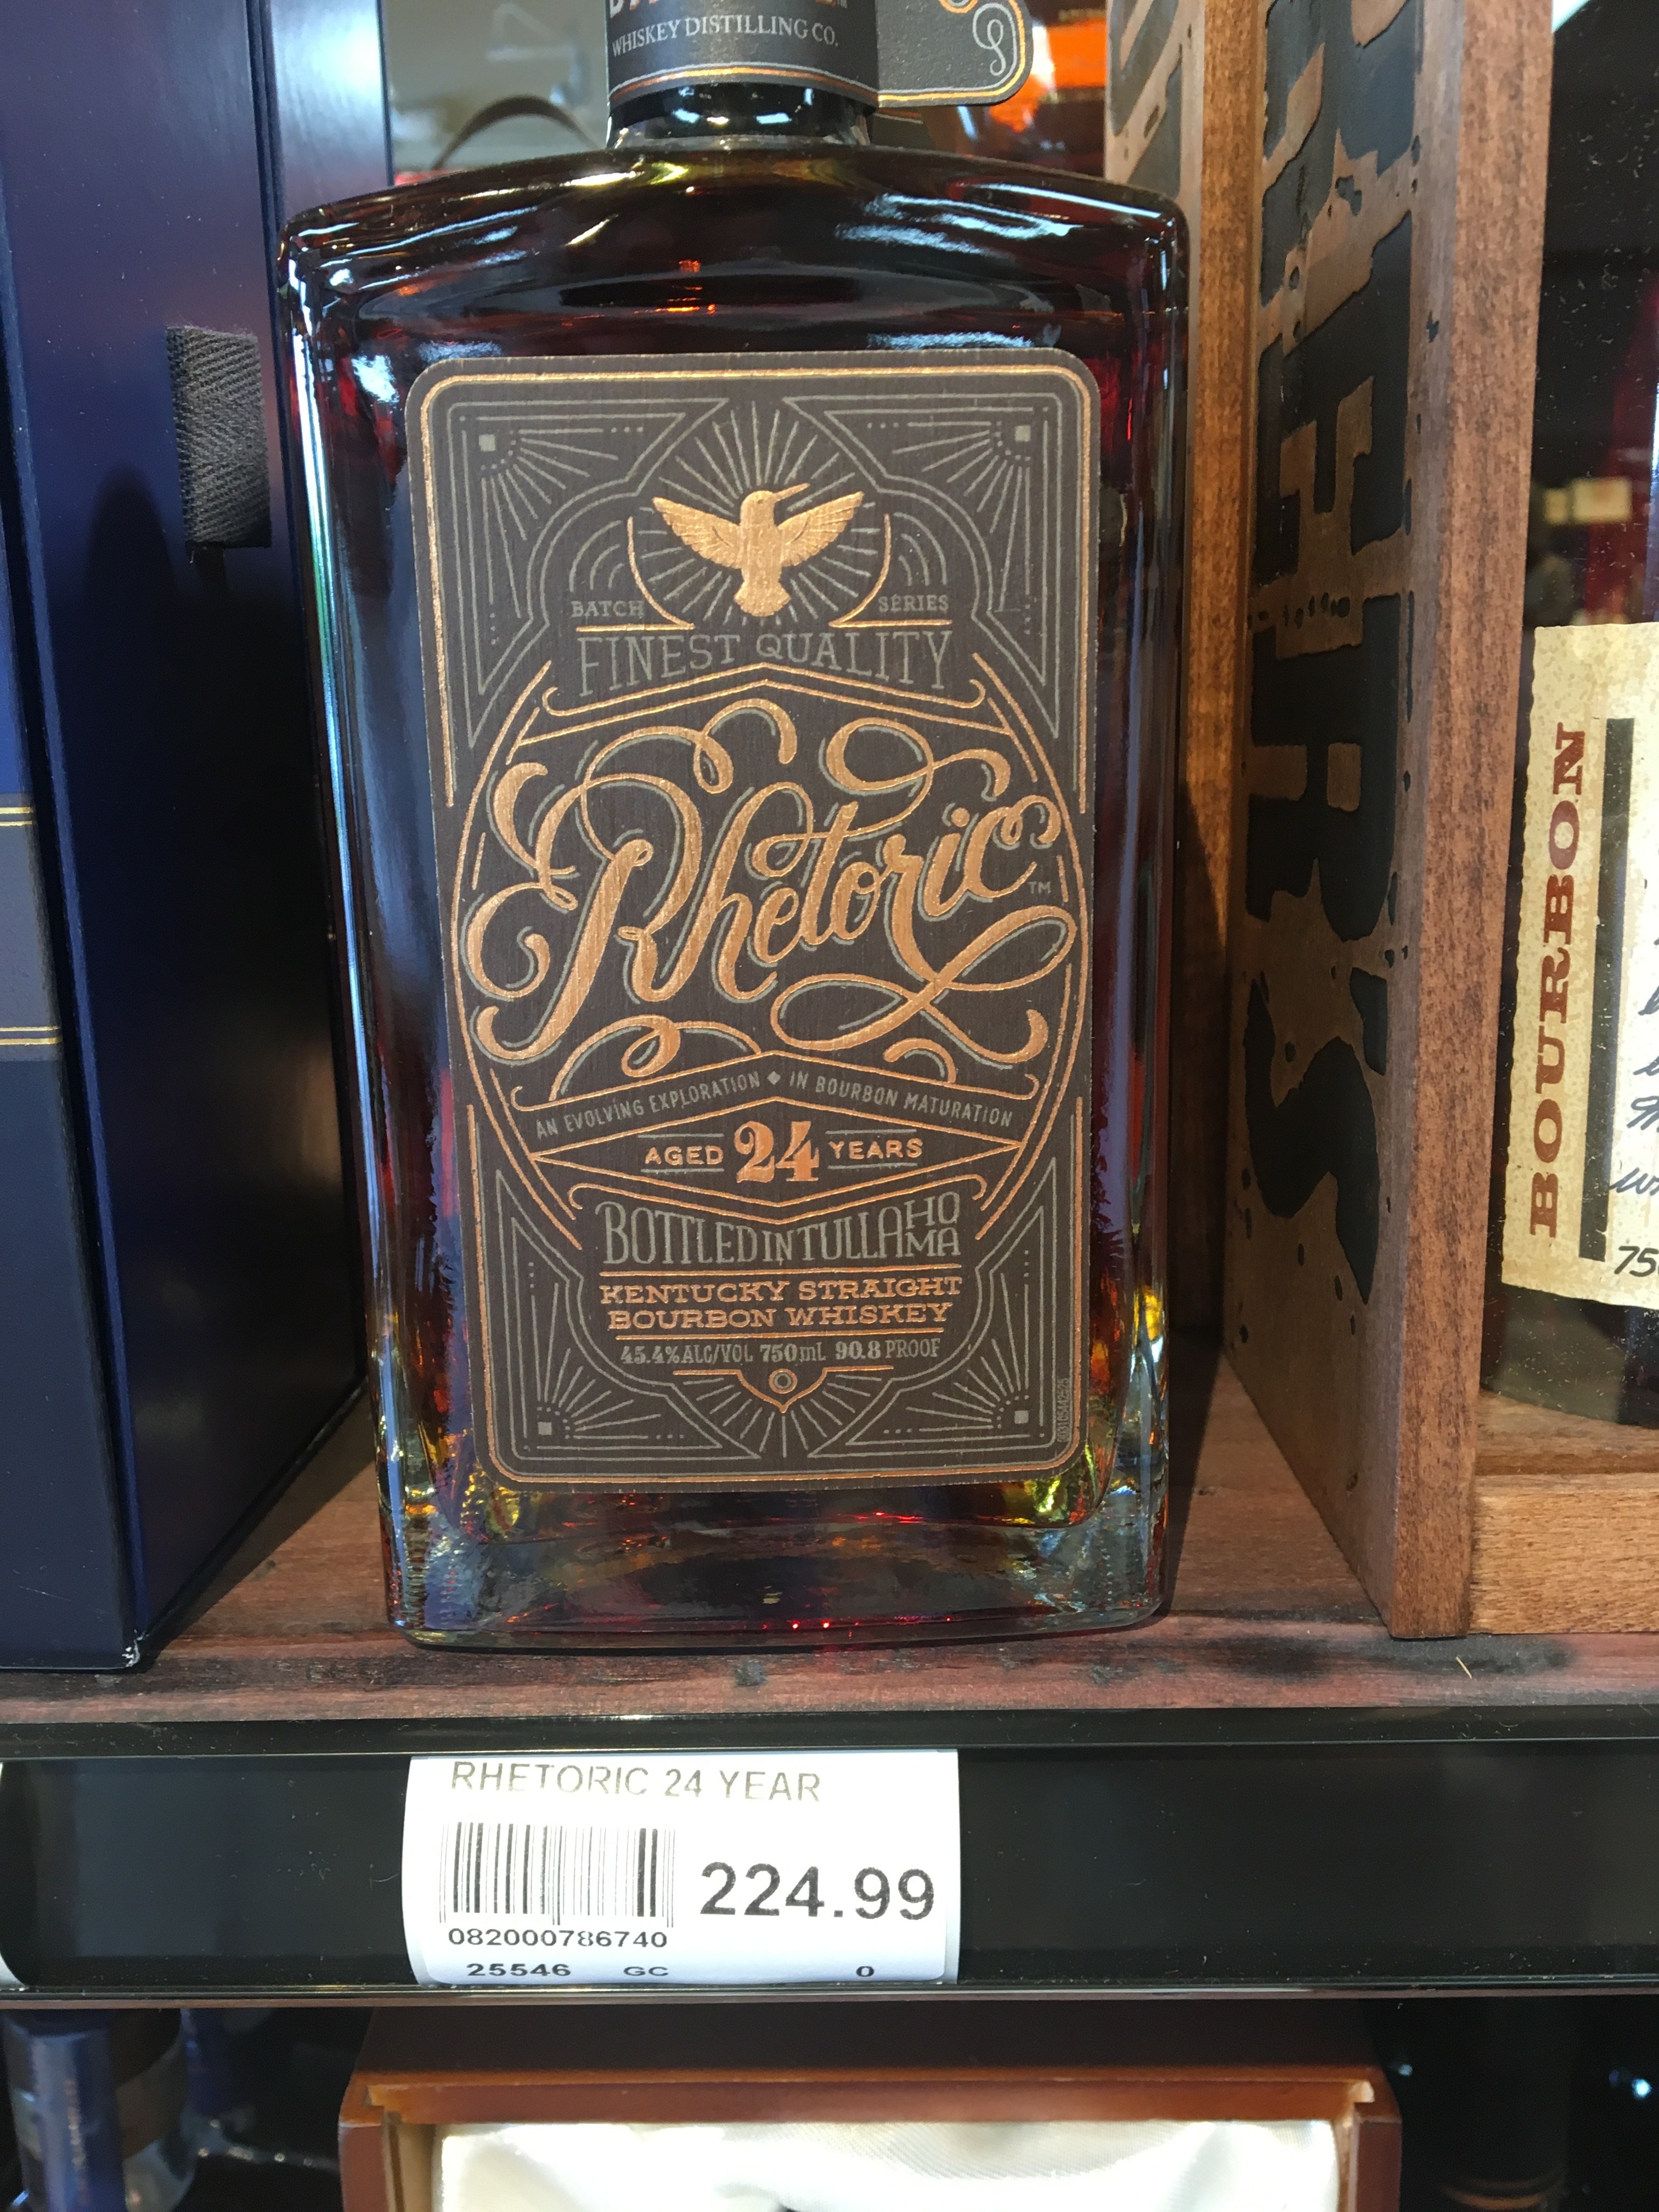 WHISKEY DISTILLING CO.
BATCH SERIES
FINEST QUALITY
Rhetoric™
AN EVOLVING EXPLORATION ◆ IN BOURBON MATURATION
AGED 24 YEARS
BOTTLED IN TULLAHOMA
KENTUCKY STRAIGHT
BOURBON WHISKEY
45.4% ALC/VOL 750mL 90.8 PROOF
BOURBON
75
RHETORIC 24 YEAR
224.99
082000786740
25546 GC 0